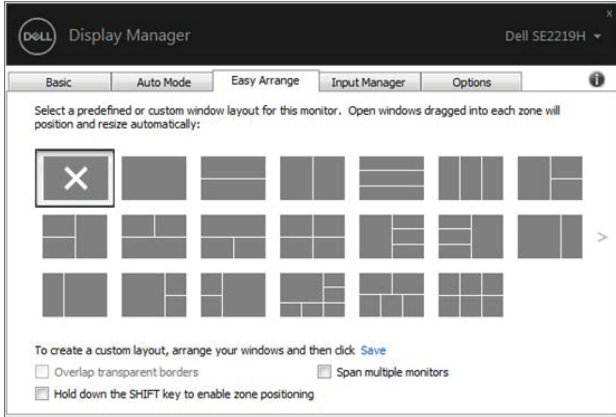 x
DELL Display Manager
Dell SE2219H
Basic Auto Mode Easy Arrange Input Manager Options
Select a predefined or custom window layout for this monitor. Open windows dragged into each zone will
position and resize automatically:
>
To create a custom layout, arrange your windows and then click Save
Overlap transparent borders Span multiple monitors
Hold down the SHIFT key to enable zone positioning